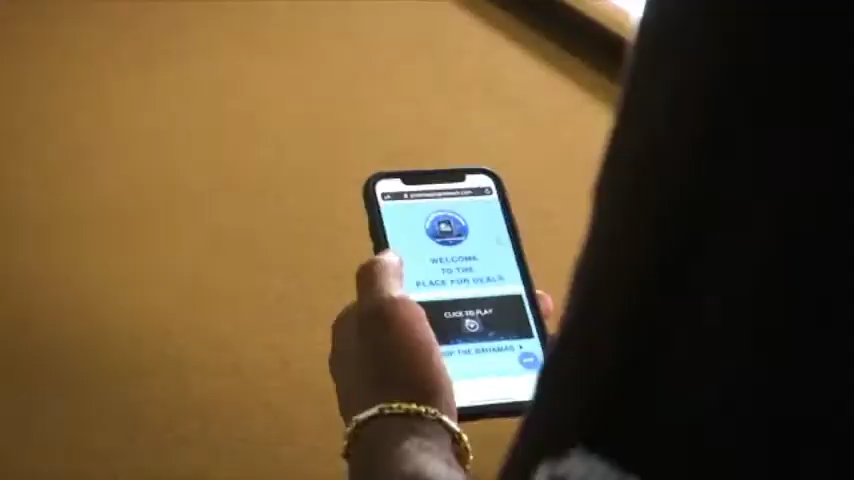 WELCOME
TO THE
PLACE FOR DEALS
CLICK TO PLAY
THE BAHAMAS